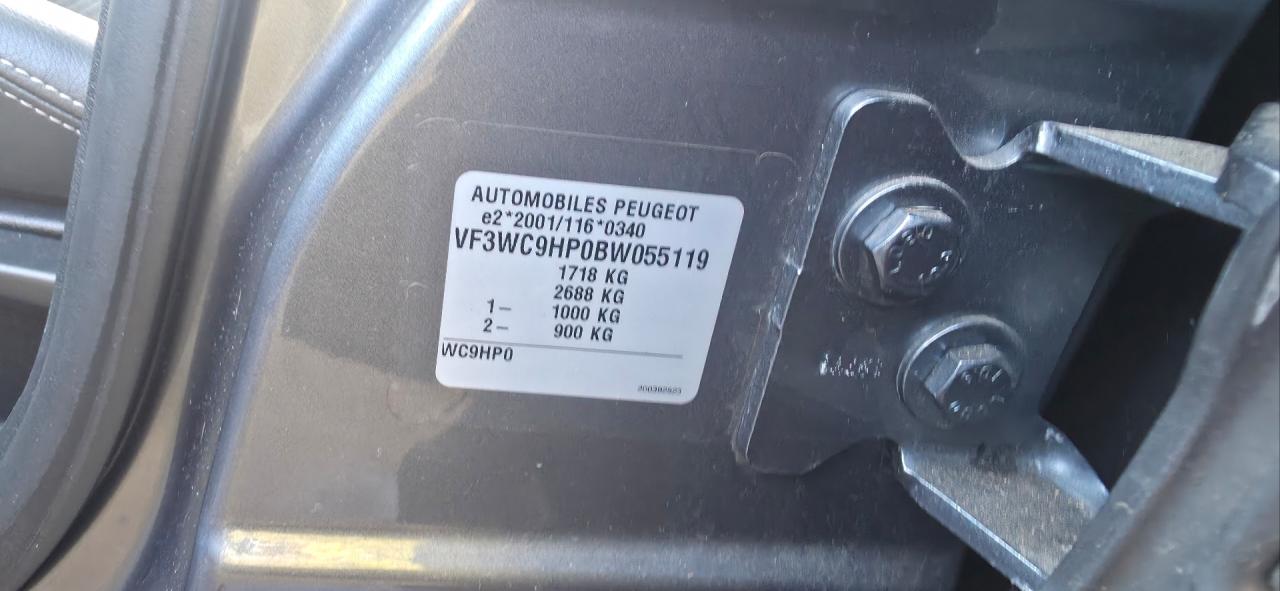 AUTOMOBILES PEUGEOT
e2*2001/116*0340
VF3WC9HP0BW055119
1718 KG
2688 KG
1– 1000 KG
2– 900 KG
WC9HP0